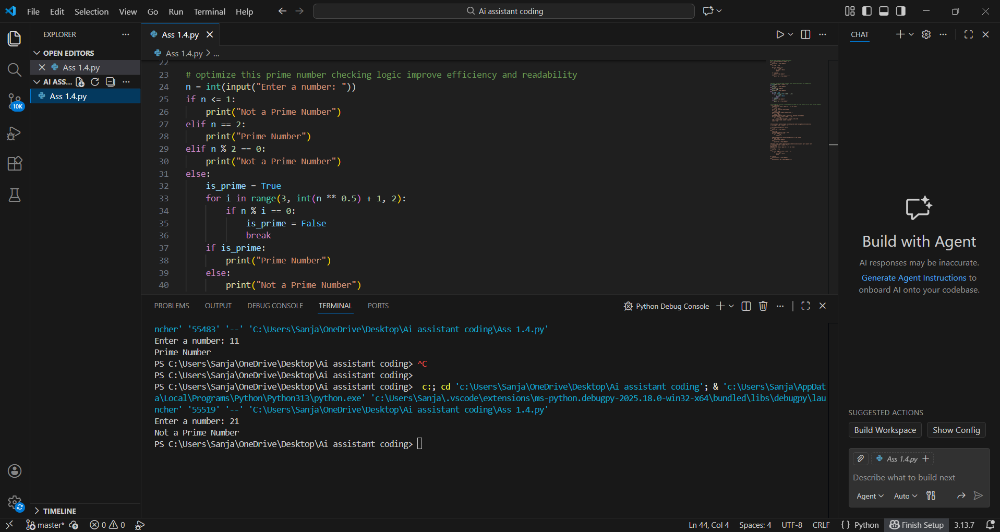 File Edit Selection View Go Run Terminal Help
Ai assistant coding
EXPLORER
OPEN EDITORS
Ass 1.4.py
AI ASS...
Ass 1.4.py
10K
TIMELINE
Ass 1.4.py
Ass 1.4.py > ...
22
23 # optimize this prime number checking logic improve efficiency and readability
24 n = int(input("Enter a number: "))
25 if n <= 1:
26 print("Not a Prime Number")
27 elif n == 2:
28 print("Prime Number")
29 elif n % 2 == 0:
30 print("Not a Prime Number")
31 else:
32 is_prime = True
33 for i in range(3, int(n ** 0.5) + 1, 2):
34 if n % i == 0:
35 is_prime = False
36 break
37 if is_prime:
38 print("Prime Number")
39 else:
40 print("Not a Prime Number")
PROBLEMS OUTPUT DEBUG CONSOLE TERMINAL PORTS
Python Debug Console
ncher' '55483' '--' 'C:\Users\Sanja\OneDrive\Desktop\Ai assistant coding\Ass 1.4.py'
Enter a number: 11
Prime Number
PS C:\Users\Sanja\OneDrive\Desktop\Ai assistant coding> ^C
PS C:\Users\Sanja\OneDrive\Desktop\Ai assistant coding>
PS C:\Users\Sanja\OneDrive\Desktop\Ai assistant coding> c:; cd 'c:\Users\Sanja\OneDrive\Desktop\Ai assistant coding'; & 'c:\Users\Sanja\AppDat
a\Local\Programs\Python\Python313\python.exe' 'c:\Users\Sanja\.vscode\extensions\ms-python.debugpy-2025.18.0-win32-x64\bundled\libs\debugpy\lau
ncher' '55519' '--' 'C:\Users\Sanja\OneDrive\Desktop\Ai assistant coding\Ass 1.4.py'
Enter a number: 21
Not a Prime Number
PS C:\Users\Sanja\OneDrive\Desktop\Ai assistant coding>
CHAT
Build with Agent
AI responses may be inaccurate.
Generate Agent Instructions to
onboard AI onto your codebase.
SUGGESTED ACTIONS
Build Workspace Show Config
Ass 1.4.py
Describe what to build next
Agent Auto
master* 0 0
Ln 44, Col 4 Spaces: 4 UTF-8 CRLF {} Python Finish Setup 3.13.7